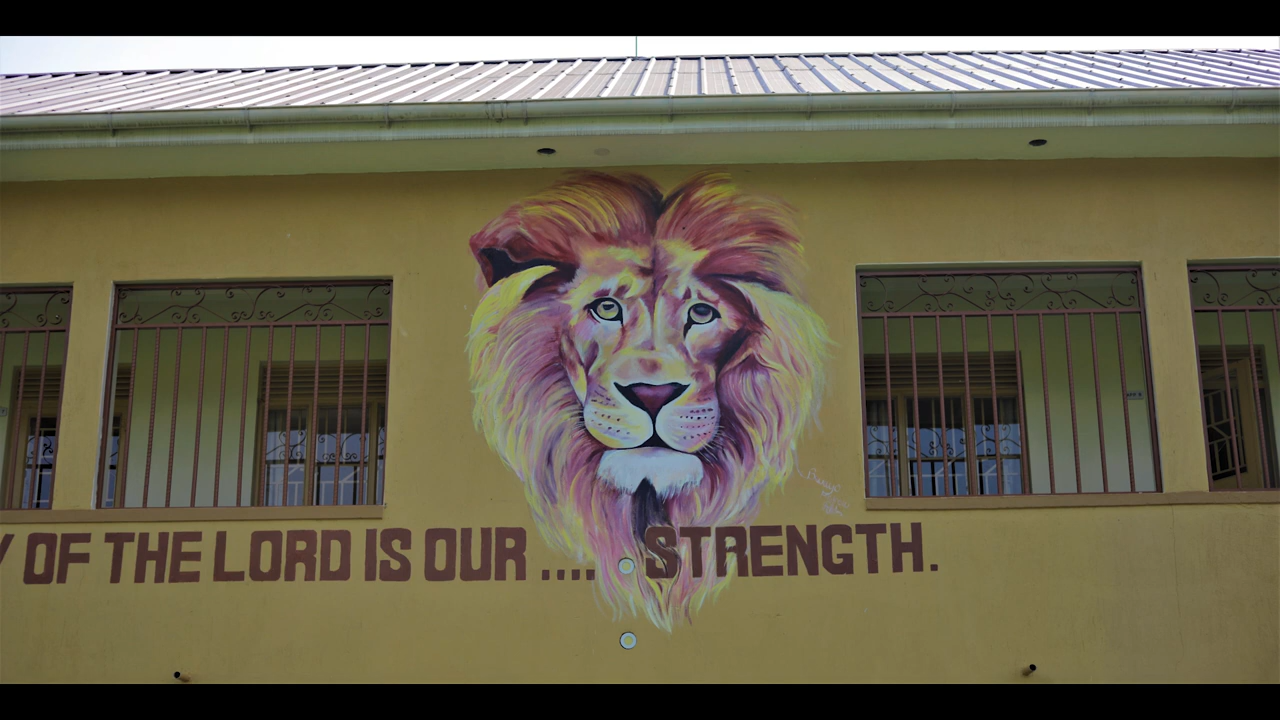 Y OF THE LORD IS OUR .... STRENGTH.